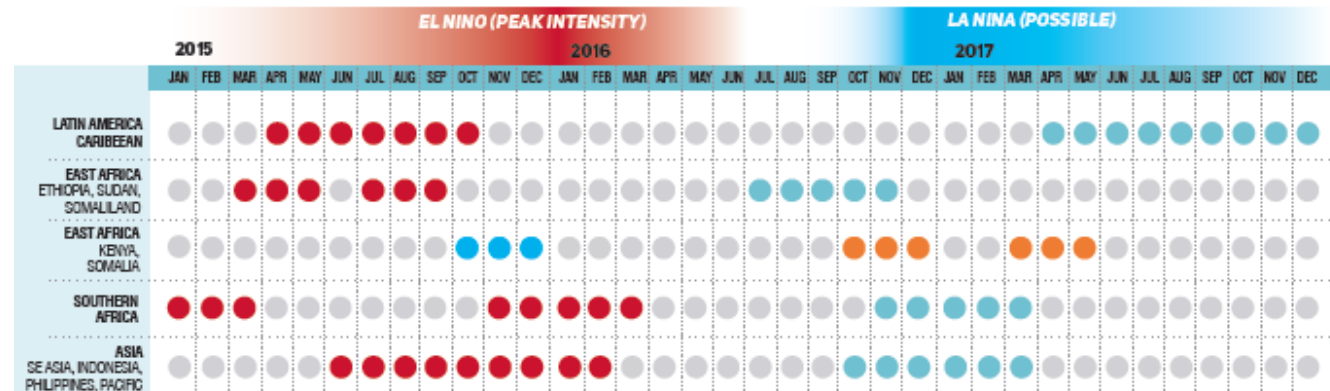 EL NINO (PEAK INTENSITY) LA NINA (POSSIBLE)
2015 2016 2017
JAN FEB MAR APR MAY JUN JUL AUG SEP OCT NOV DEC JAN FEB MAR APR MAY JUN JUL AUG SEP OCT NOV DEC JAN FEB MAR APR MAY JUN JUL AUG SEP OCT NOV DEC
LATIN AMERICA
CARIBEEAN
EAST AFRICA
ETHIOPIA, SUDAN,
SOMALILAND
EAST AFRICA
KENYA,
SOMALIA
SOUTHERN
AFRICA
ASIA
SE ASIA, INDONESIA,
PHILIPPINES, PACIFIC